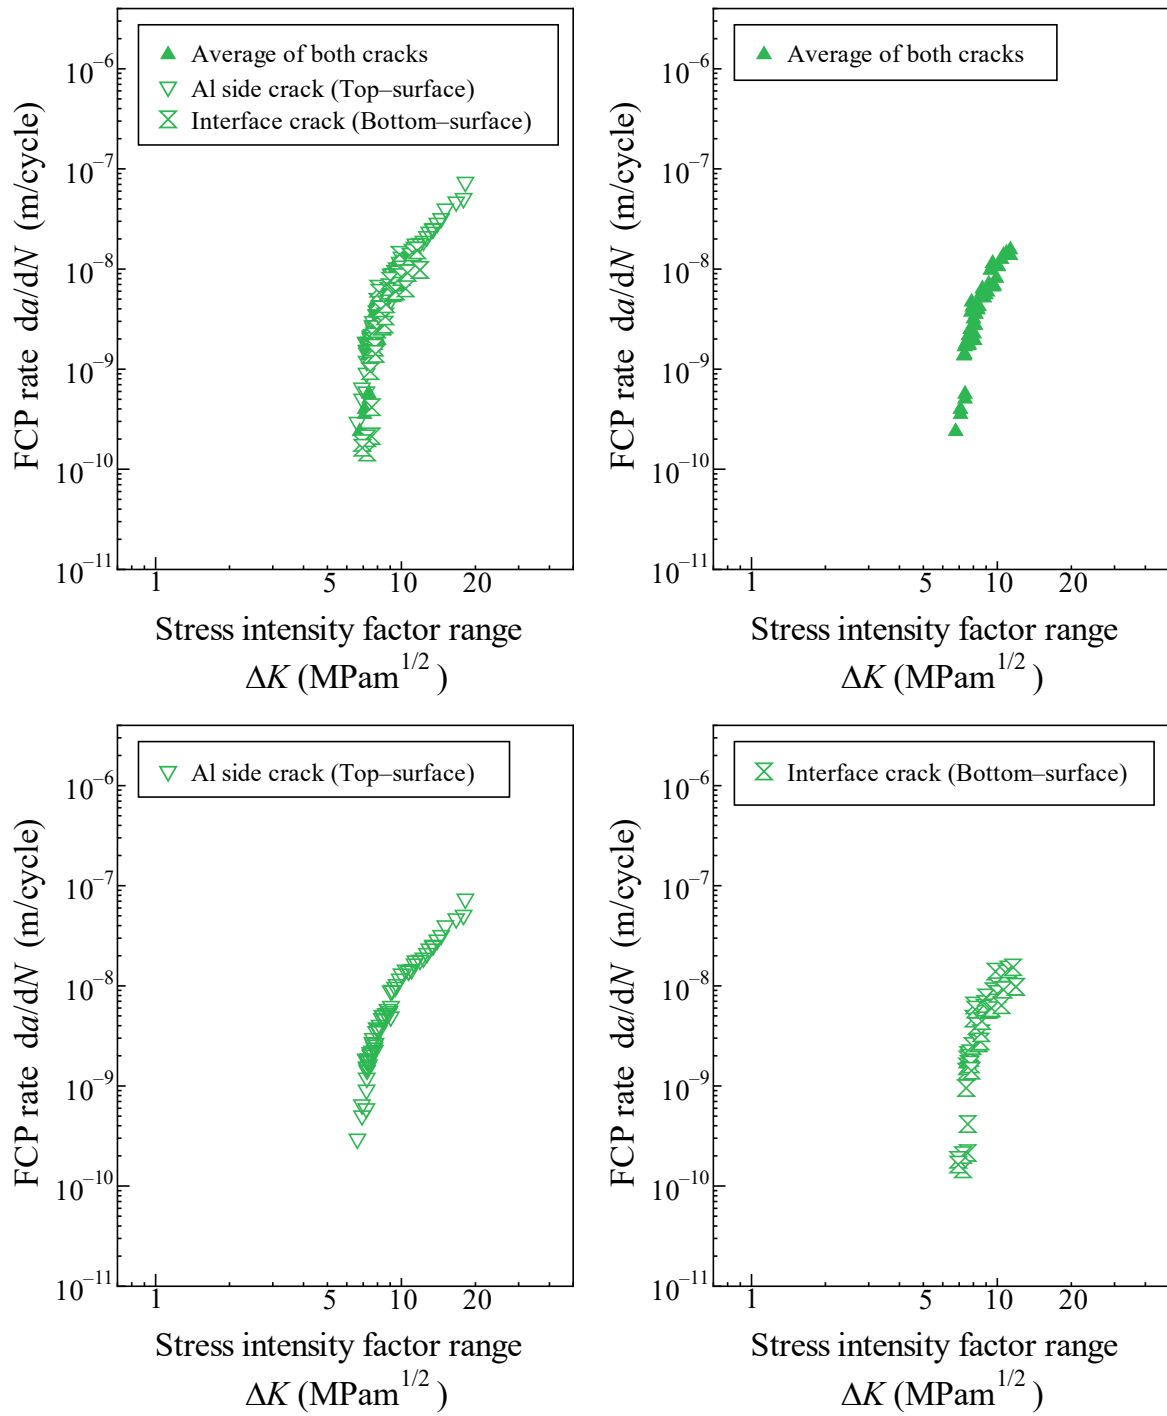 Average of both cracks
Al side crack (Top–surface)
Interface crack (Bottom–surface)
10⁻⁶
10⁻⁷
10⁻⁸
10⁻⁹
10⁻¹⁰
10⁻¹¹
FCP rate da/dN (m/cycle)
1 5 10 20
Stress intensity factor range
ΔK (MPam^1/2)
Average of both cracks
10⁻⁶
10⁻⁷
10⁻⁸
10⁻⁹
10⁻¹⁰
10⁻¹¹
FCP rate da/dN (m/cycle)
1 5 10 20
Stress intensity factor range
ΔK (MPam^1/2)
Al side crack (Top–surface)
10⁻⁶
10⁻⁷
10⁻⁸
10⁻⁹
10⁻¹⁰
10⁻¹¹
FCP rate da/dN (m/cycle)
1 5 10 20
Stress intensity factor range
ΔK (MPam^1/2)
Interface crack (Bottom–surface)
10⁻⁶
10⁻⁷
10⁻⁸
10⁻⁹
10⁻¹⁰
10⁻¹¹
FCP rate da/dN (m/cycle)
1 5 10 20
Stress intensity factor range
ΔK (MPam^1/2)